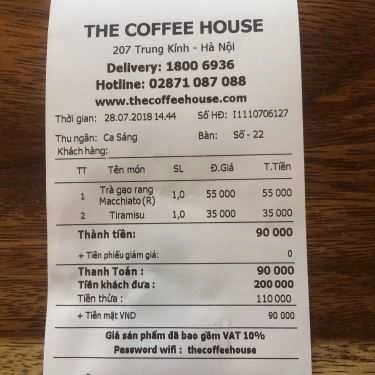 THE COFFEE HOUSE
207 Trung Kính - Hà Nội
Delivery: 1800 6936
Hotline: 02871 087 088
www.thecoffeehouse.com
Thời gian: 28.07.2018 14.44 Số HĐ: I1110706127
Thu ngân: Ca Sáng Bàn: Số - 22
Khách hàng:
TT Tên món SL Đ.Giá T.Tiền
1 Trà gạo rang Macchiato(R) 1,0 55 000 55 000
2 Tiramisu 1,0 35 000 35 000
Thành tiền: 90 000
+ Tiền phiếu giảm giá: 0
Thanh Toán : 90 000
Tiền khách đưa : 200 000
Tiền thừa : 110 000
+ Tiền mặt VND 90 000
Giá sản phẩm đã bao gồm VAT 10%
Password wifi : thecoffeehouse